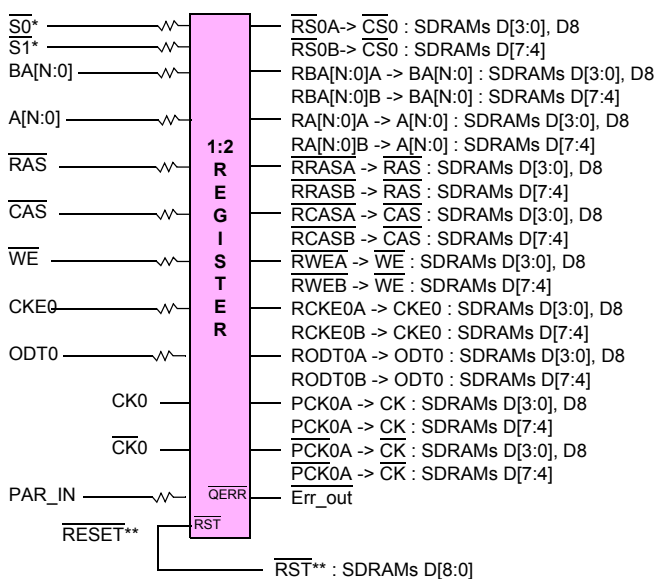 S0*
S1*
BA[N:0]
A[N:0]
RAS
CAS
WE
CKE0
ODT0
CK0
CK0
PAR_IN
RESET**
1:2
R
E
G
I
S
T
E
R
QERR
RST
RS0A-> CS0 : SDRAMs D[3:0], D8
RS0B-> CS0 : SDRAMs D[7:4]
RBA[N:0]A -> BA[N:0] : SDRAMs D[3:0], D8
RBA[N:0]B -> BA[N:0] : SDRAMs D[7:4]
RA[N:0]A -> A[N:0] : SDRAMs D[3:0], D8
RA[N:0]B -> A[N:0] : SDRAMs D[7:4]
RRASA -> RAS : SDRAMs D[3:0], D8
RRASB -> RAS : SDRAMs D[7:4]
RCASA -> CAS : SDRAMs D[3:0], D8
RCASB -> CAS : SDRAMs D[7:4]
RWEA -> WE : SDRAMs D[3:0], D8
RWEB -> WE : SDRAMs D[7:4]
RCKE0A -> CKE0 : SDRAMs D[3:0], D8
RCKE0B -> CKE0 : SDRAMs D[7:4]
RODT0A -> ODT0 : SDRAMs D[3:0], D8
RODT0B -> ODT0 : SDRAMs D[7:4]
PCK0A -> CK : SDRAMs D[3:0], D8
PCK0A -> CK : SDRAMs D[7:4]
PCK0A -> CK : SDRAMs D[3:0], D8
PCK0A -> CK : SDRAMs D[7:4]
Err_out
RST** : SDRAMs D[8:0]